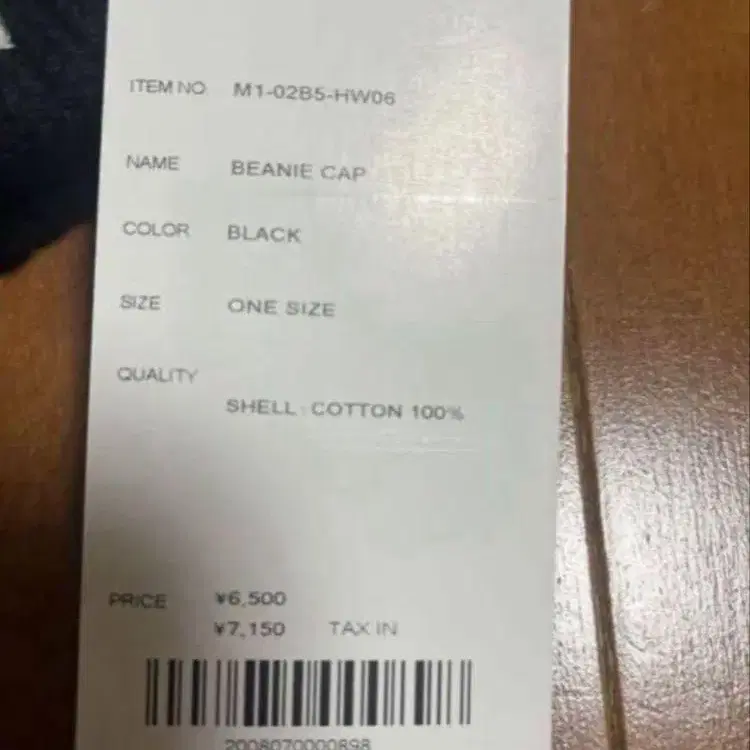 ITEM NO. M1-02B5-HW06
NAME BEANIE CAP
COLOR BLACK
SIZE ONE SIZE
QUALITY
SHELL : COTTON 100%
PRICE ¥6,500
¥7,150 TAX IN
2008070000898